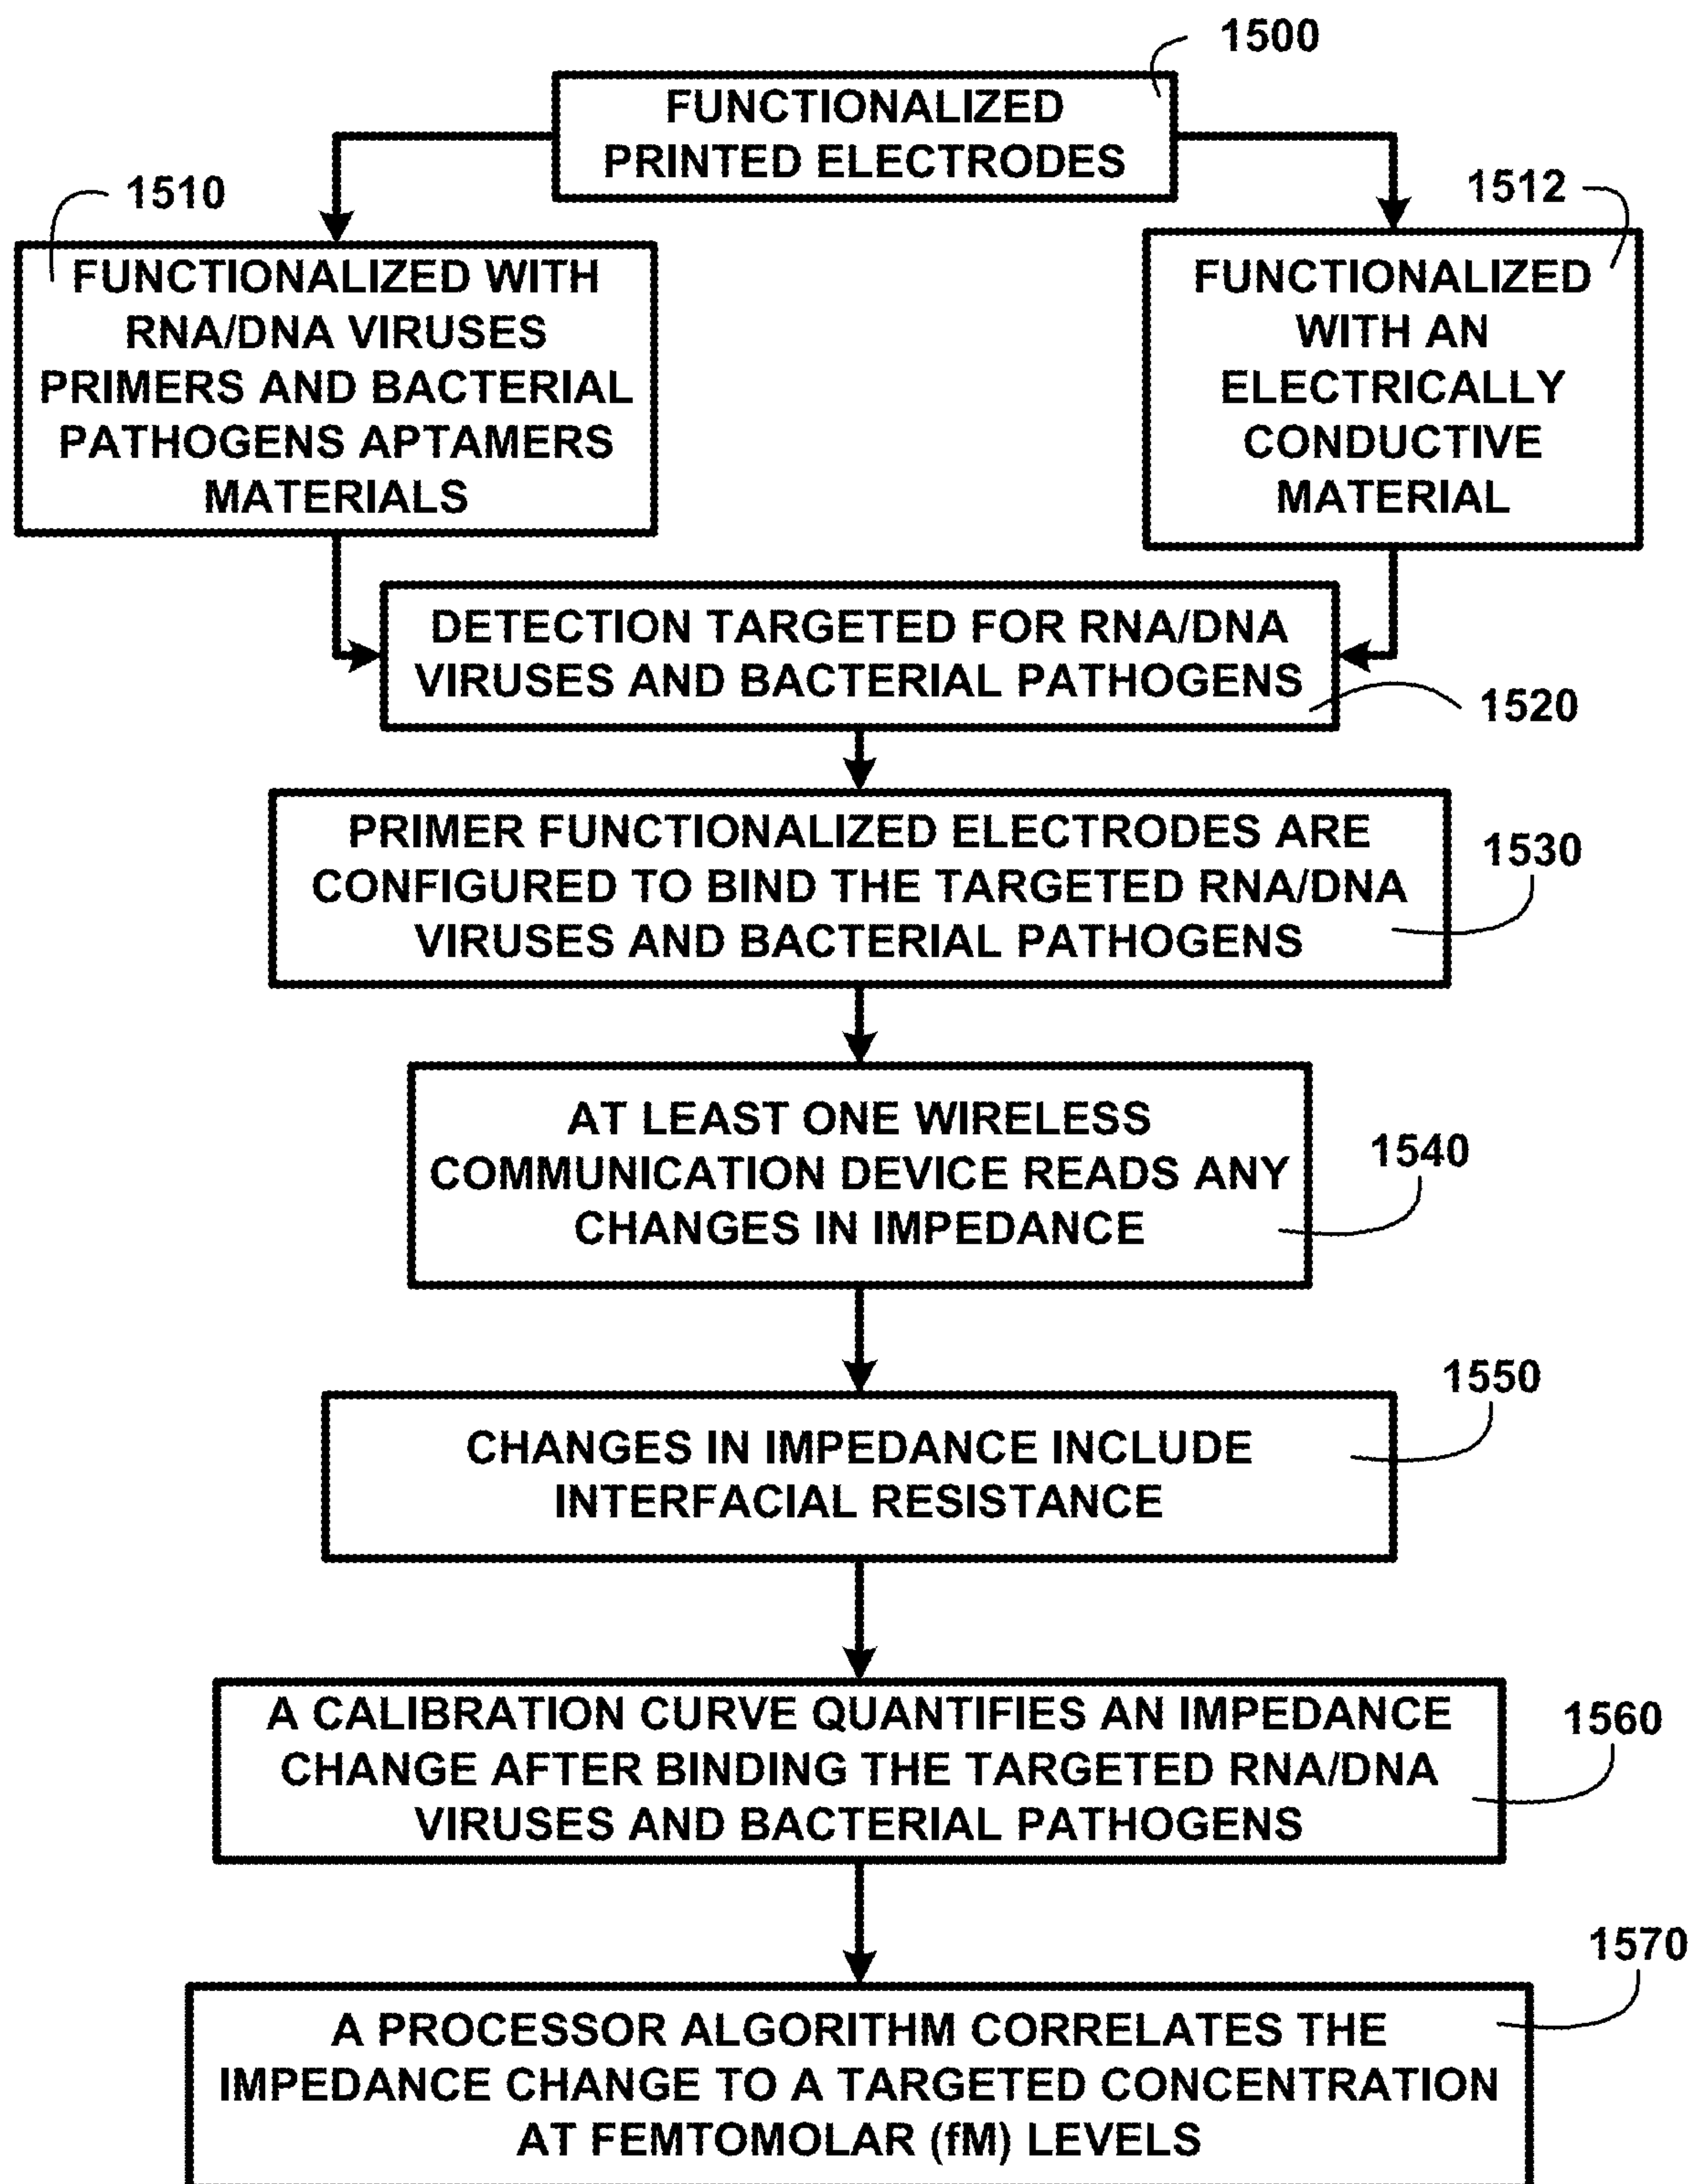 1500
FUNCTIONALIZED
PRINTED ELECTRODES
1510
FUNCTIONALIZED WITH
RNA/DNA VIRUSES
PRIMERS AND BACTERIAL
PATHOGENS APTAMERS
MATERIALS
1512
FUNCTIONALIZED
WITH AN
ELECTRICALLY
CONDUCTIVE
MATERIAL
DETECTION TARGETED FOR RNA/DNA
VIRUSES AND BACTERIAL PATHOGENS
1520
PRIMER FUNCTIONALIZED ELECTRODES ARE
CONFIGURED TO BIND THE TARGETED RNA/DNA
VIRUSES AND BACTERIAL PATHOGENS
1530
AT LEAST ONE WIRELESS
COMMUNICATION DEVICE READS ANY
CHANGES IN IMPEDANCE
1540
CHANGES IN IMPEDANCE INCLUDE
INTERFACIAL RESISTANCE
1550
A CALIBRATION CURVE QUANTIFIES AN IMPEDANCE
CHANGE AFTER BINDING THE TARGETED RNA/DNA
VIRUSES AND BACTERIAL PATHOGENS
1560
A PROCESSOR ALGORITHM CORRELATES THE
IMPEDANCE CHANGE TO A TARGETED CONCENTRATION
AT FEMTOMOLAR (fM) LEVELS
1570